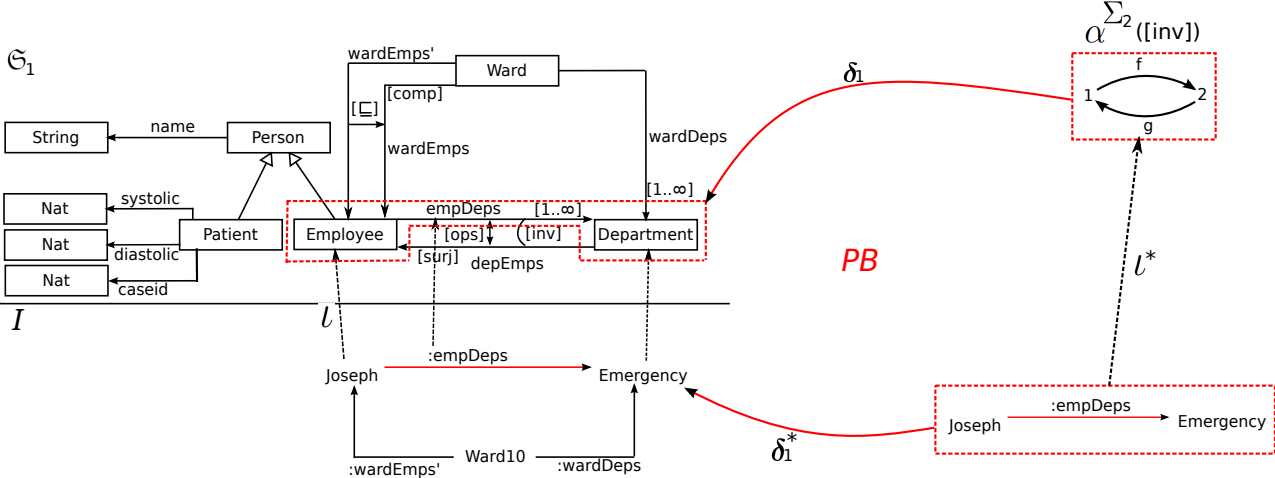 α^Σ₂([inv])
𝔖₁
wardEmps'
Ward
f
δ₁
[⊑]
[comp]
1
2
g
String
name
Person
wardEmps
wardDeps
[1..∞]
Nat
systolic
empDeps
[1..∞]
Nat
Patient
Employee
[ops]
[inv]
Department
diastolic
[surj]
depEmps
PB
l*
Nat
caseid
I
l
:empDeps
Joseph
Emergency
:empDeps
Joseph
Emergency
δ₁*
:wardEmps'
Ward10
:wardDeps